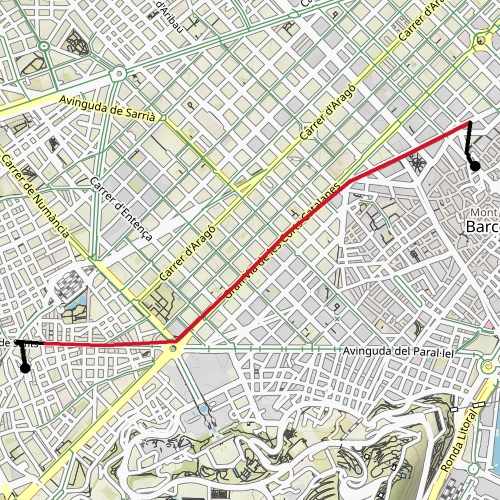 d'Aribau
Carrer d'Ar
Avinguda de Sarrià
Carrer d'Aragó
Carrer de Numància
Carrer d'Entença
Mont
Barc
Carrer d'Aragó
Gran Via de les Corts Catalanes
de Sants
Avinguda del Paral·lel
Ronda Litoral